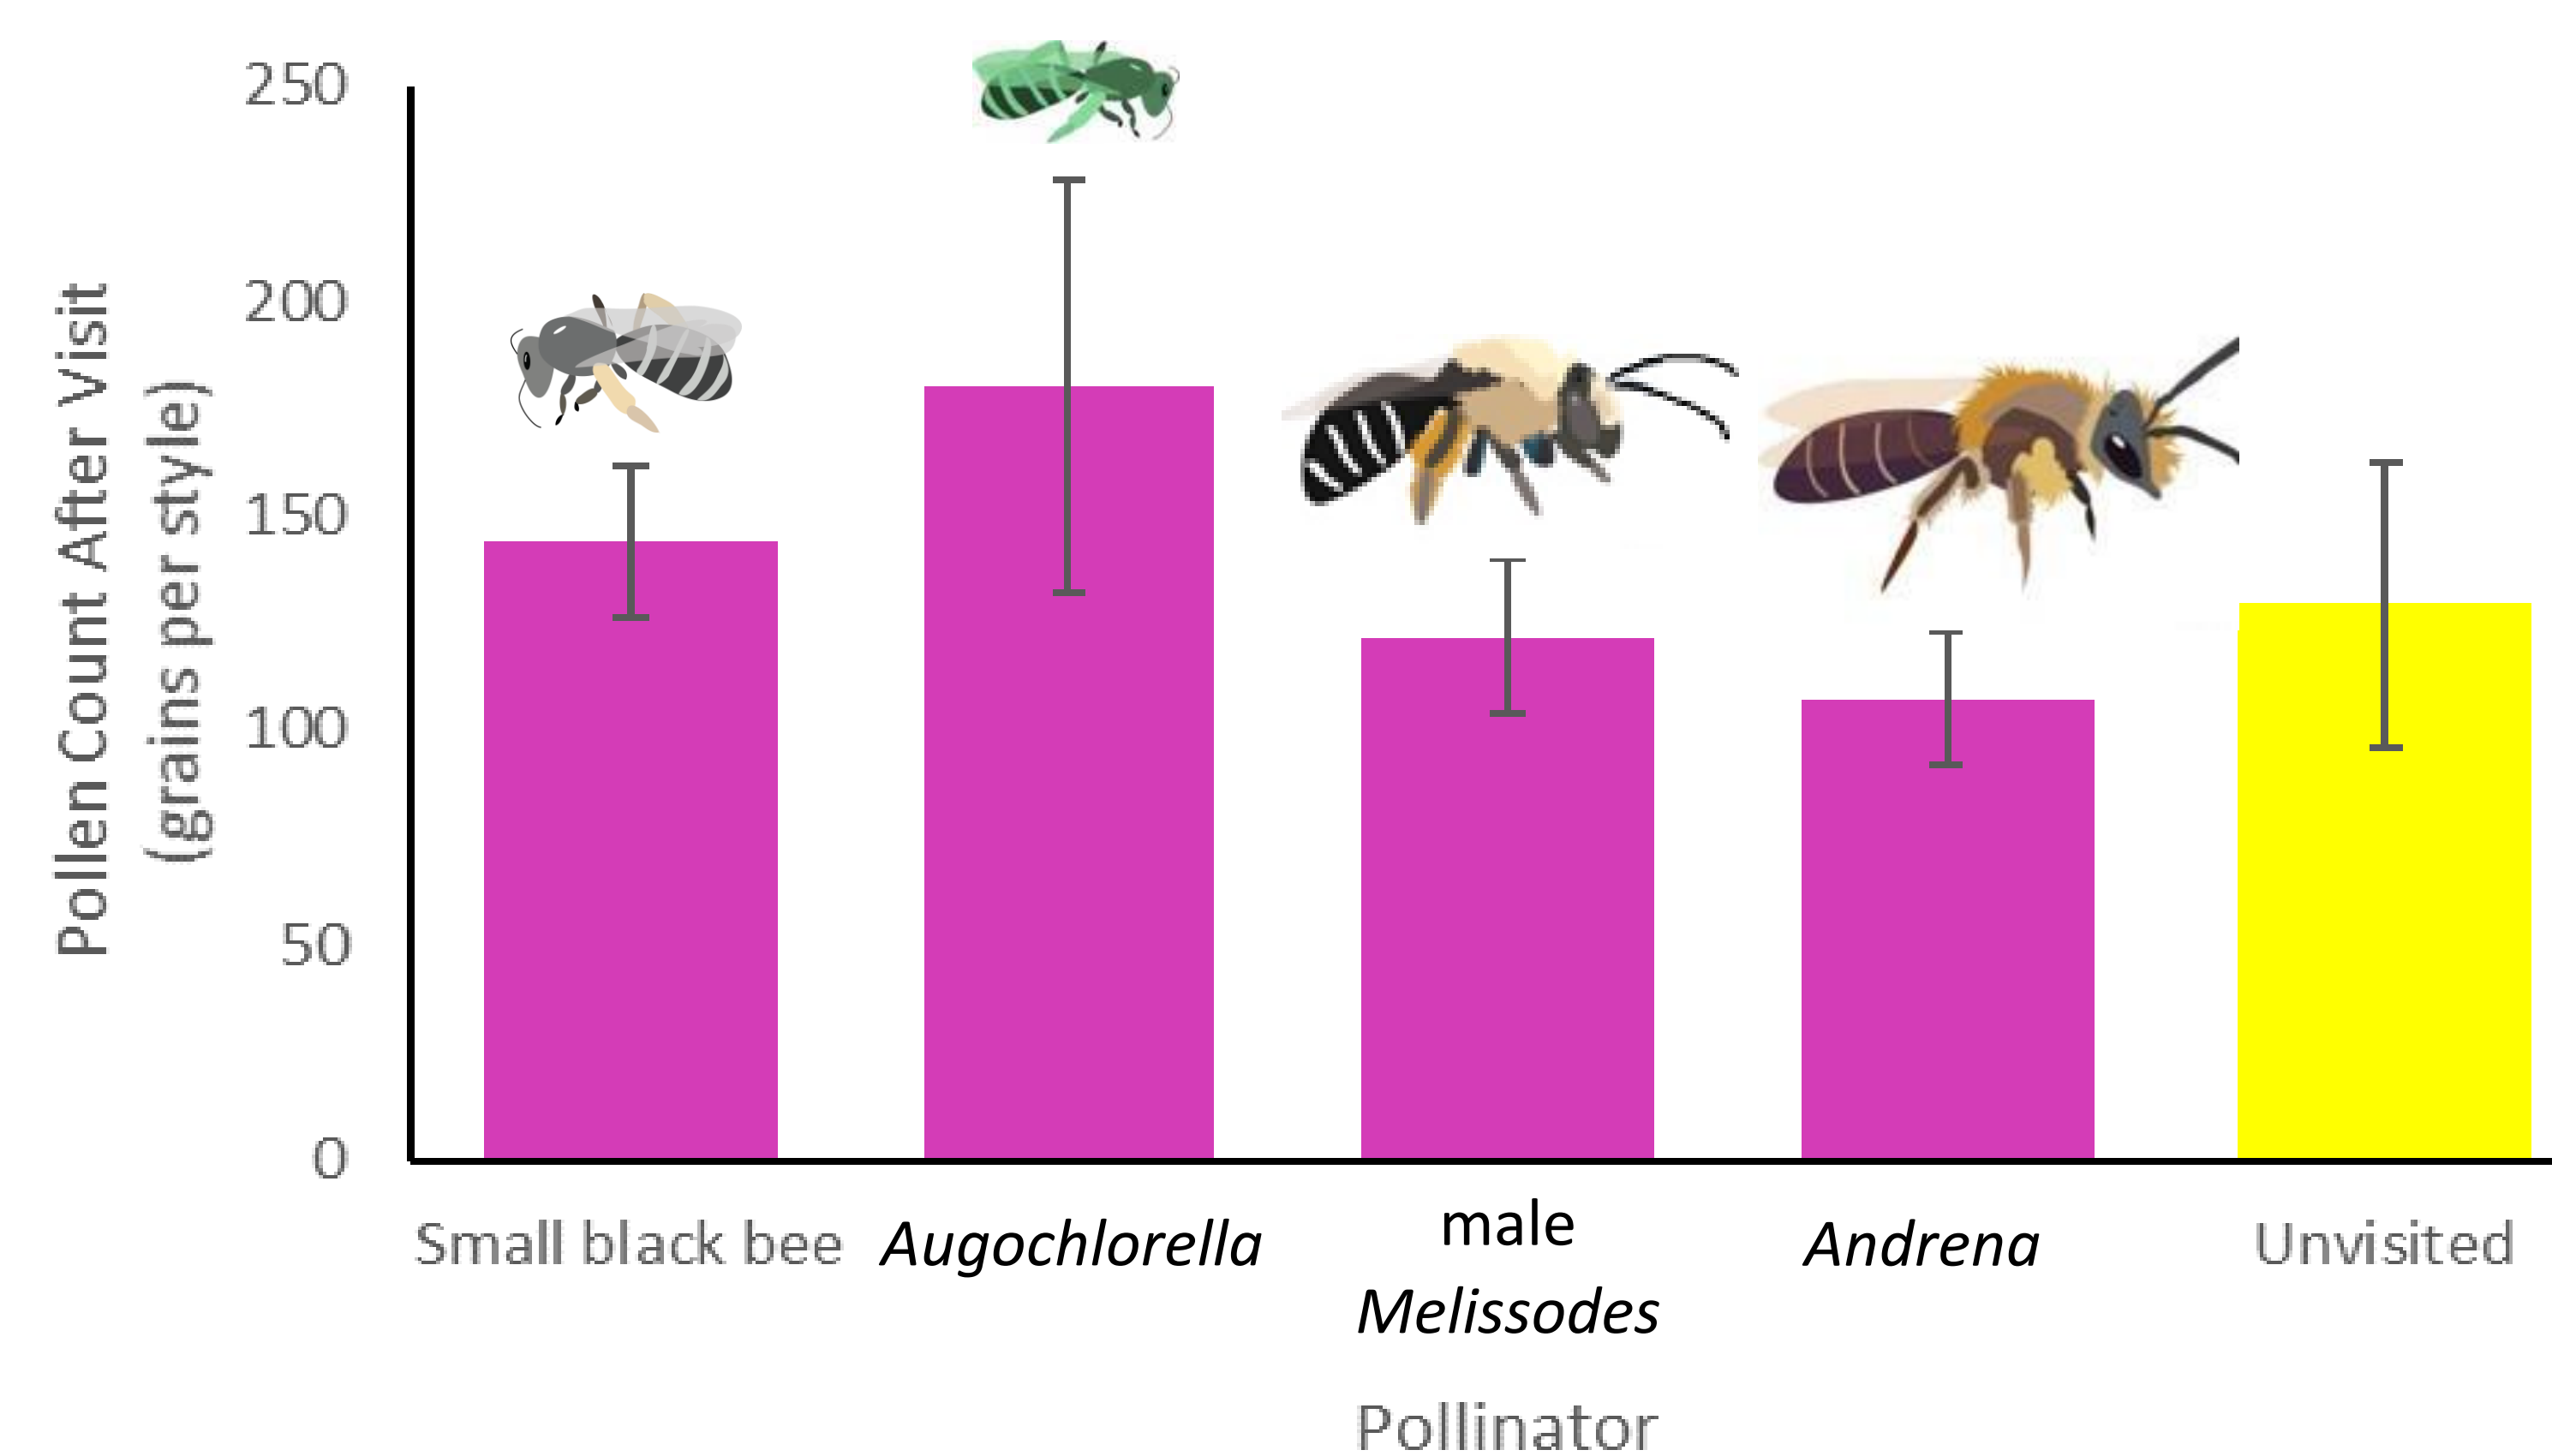 Pollen Count After Visit
(grains per style)
250
200
150
100
50
0
Small black bee
Augochlorella
male
Melissodes
Andrena
Unvisited
Pollinator